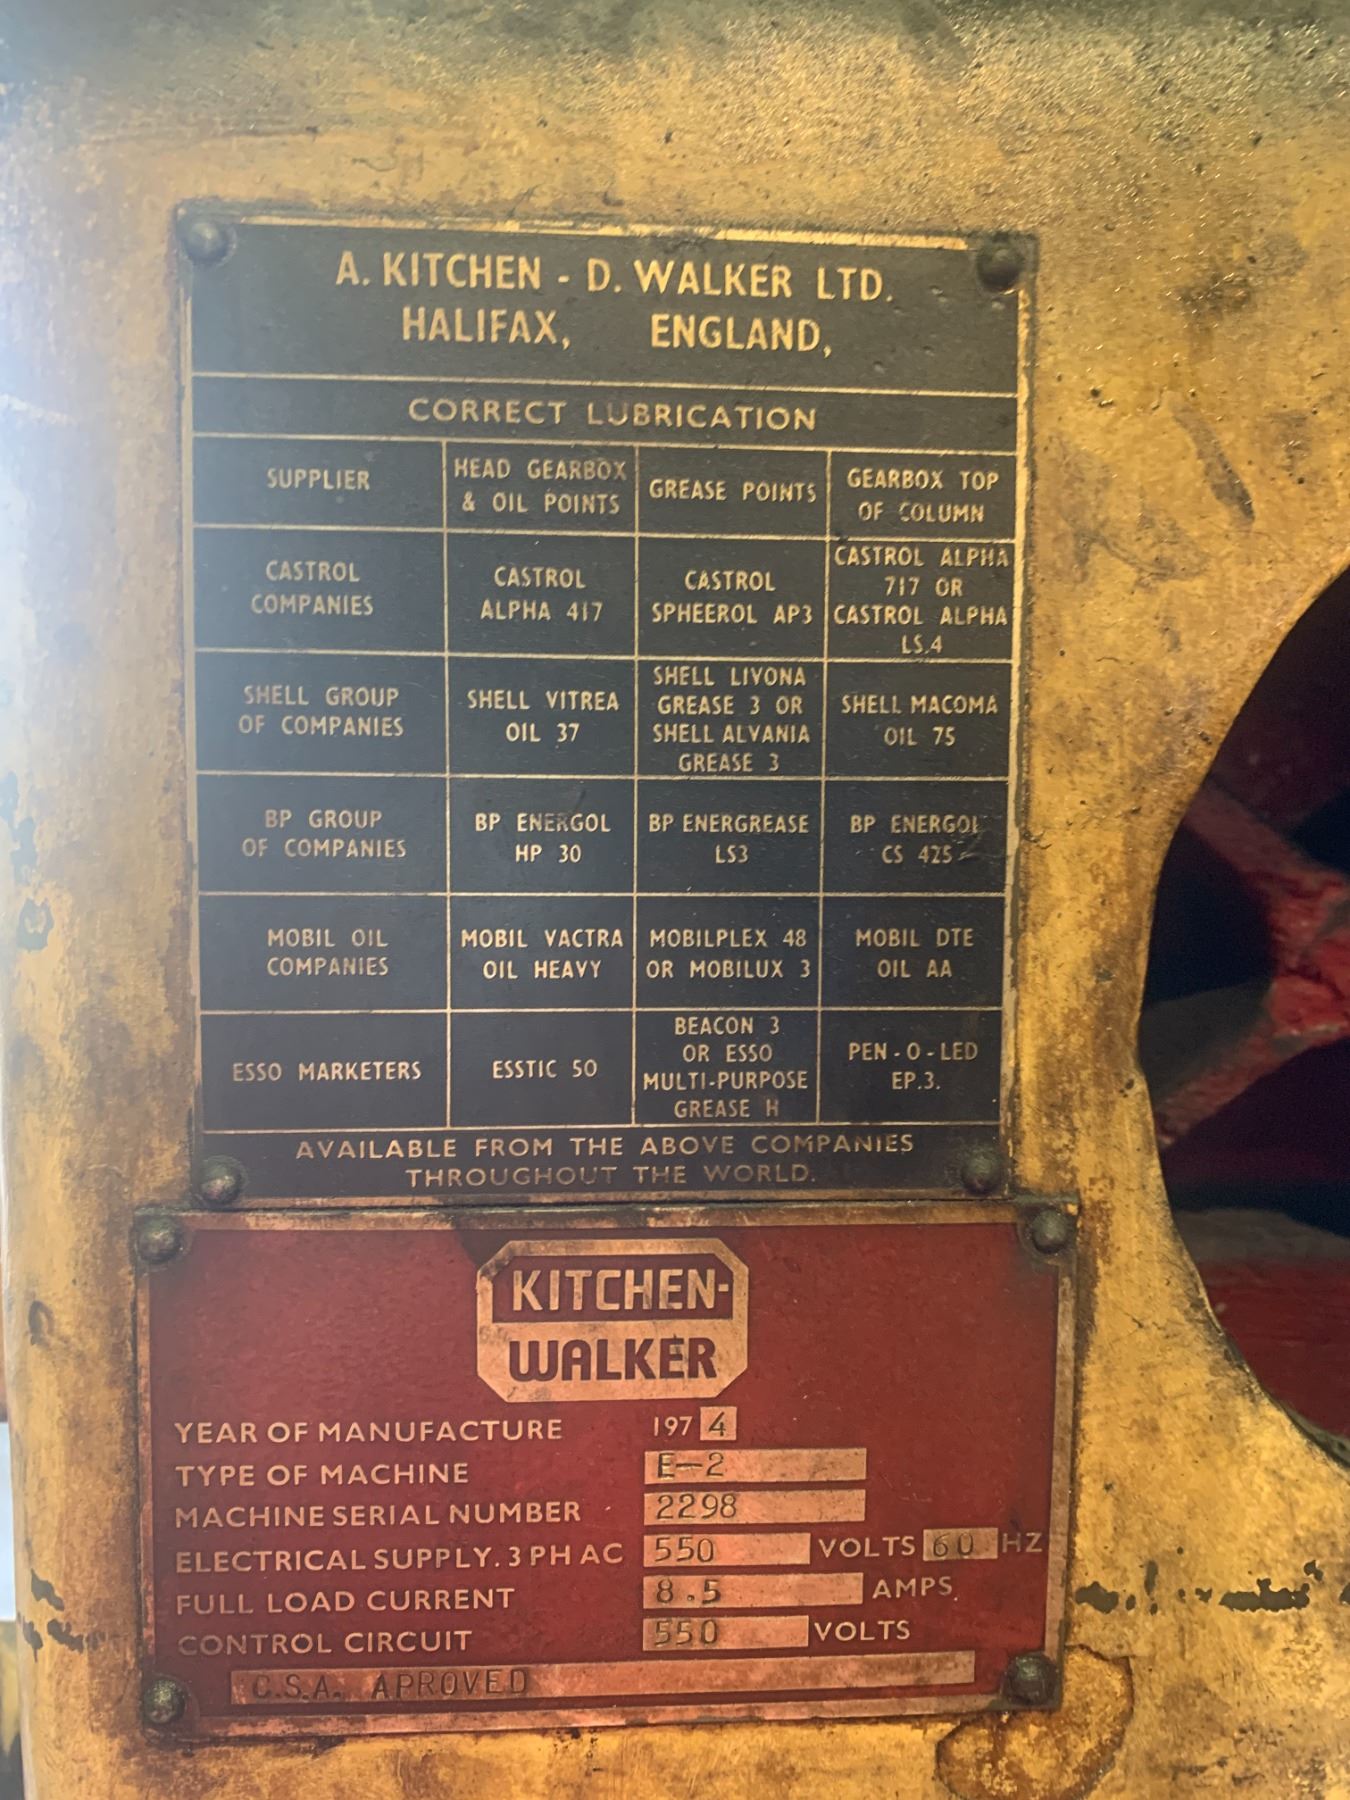 A. KITCHEN - D. WALKER LTD.
HALIFAX, ENGLAND,
CORRECT LUBRICATION
SUPPLIER
HEAD GEARBOX
& OIL POINTS
GREASE POINTS
GEARBOX TOP
OF COLUMN
CASTROL
COMPANIES
CASTROL
ALPHA 417
CASTROL
SPHEEROL AP3
CASTROL ALPHA
717 OR
CASTROL ALPHA
LS.4
SHELL GROUP
OF COMPANIES
SHELL VITREA
OIL 37
SHELL LIVONA
GREASE 3 OR
SHELL ALVANIA
GREASE 3
SHELL MACOMA
OIL 75
BP GROUP
OF COMPANIES
BP ENERGOL
HP 30
BP ENERGREASE
LS3
BP ENERGOL
CS 425
MOBIL OIL
COMPANIES
MOBIL VACTRA
OIL HEAVY
MOBILPLEX 48
OR MOBILUX 3
MOBIL DTE
OIL AA
ESSO MARKETERS
ESSTIC 50
BEACON 3
OR ESSO
MULTI-PURPOSE
GREASE H
PEN-O-LED
EP.3.
AVAILABLE FROM THE ABOVE COMPANIES
THROUGHOUT THE WORLD.
KITCHEN-
WALKER
YEAR OF MANUFACTURE 1974
TYPE OF MACHINE E-2
MACHINE SERIAL NUMBER 2298
ELECTRICAL SUPPLY. 3 PH AC 550 VOLTS 60 HZ
FULL LOAD CURRENT 8.5 AMPS
CONTROL CIRCUIT 550 VOLTS
C.S.A. APROVED